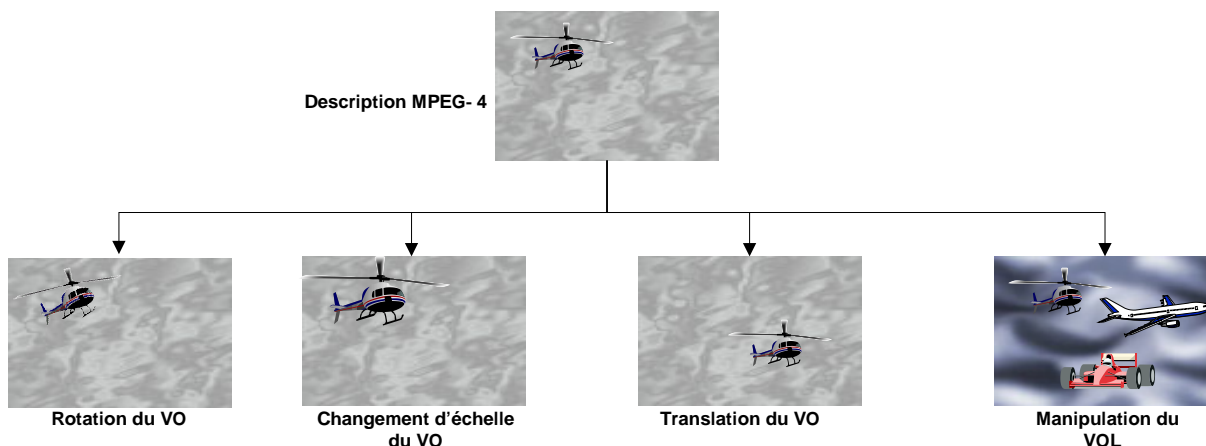 Description MPEG- 4
Rotation du VO
Changement d'échelle
du VO
Translation du VO
Manipulation du
VOL